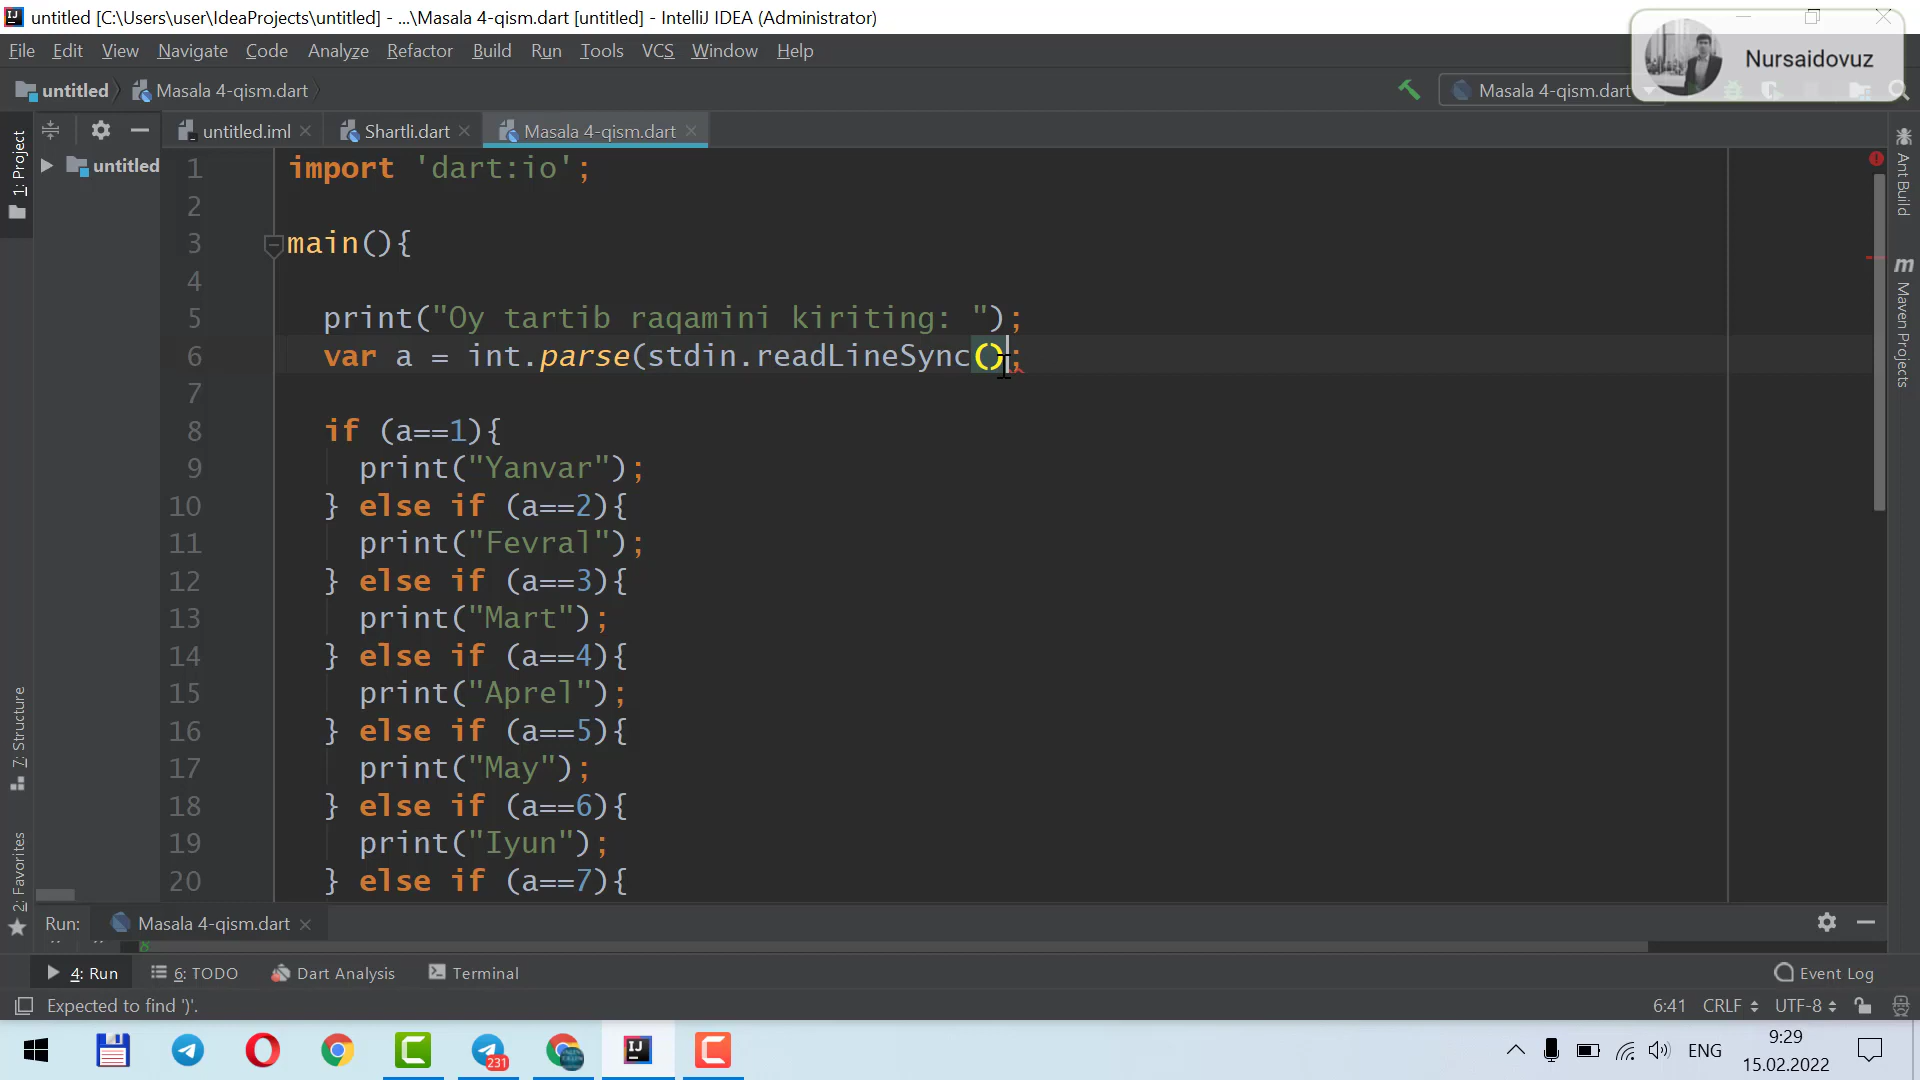 untitled [C:\Users\user\IdeaProjects\untitled] - ...\Masala 4-qism.dart [untitled] - IntelliJ IDEA (Administrator)
File Edit View Navigate Code Analyze Refactor Build Run Tools VCS Window Help
Nursaidovuz
untitled Masala 4-qism.dart
Masala 4-qism.dart
untitled.iml Shartli.dart Masala 4-qism.dart
1: Project
untitled
Ant Build
m Maven Projects
7: Structure
2: Favorites
1 import 'dart:io';
2
3 main(){
4
5 print("Oy tartib raqamini kiriting: ");
6 var a = int.parse(stdin.readLineSync();
7
8 if (a==1){
9 print("Yanvar");
10 } else if (a==2){
11 print("Fevral");
12 } else if (a==3){
13 print("Mart");
14 } else if (a==4){
15 print("Aprel");
16 } else if (a==5){
17 print("May");
18 } else if (a==6){
19 print("Iyun");
20 } else if (a==7){
Run: Masala 4-qism.dart
8
4: Run 6: TODO Dart Analysis Terminal Event Log
Expected to find ')'. 6:41 CRLF UTF-8
231
IJ
ENG
9:29
15.02.2022